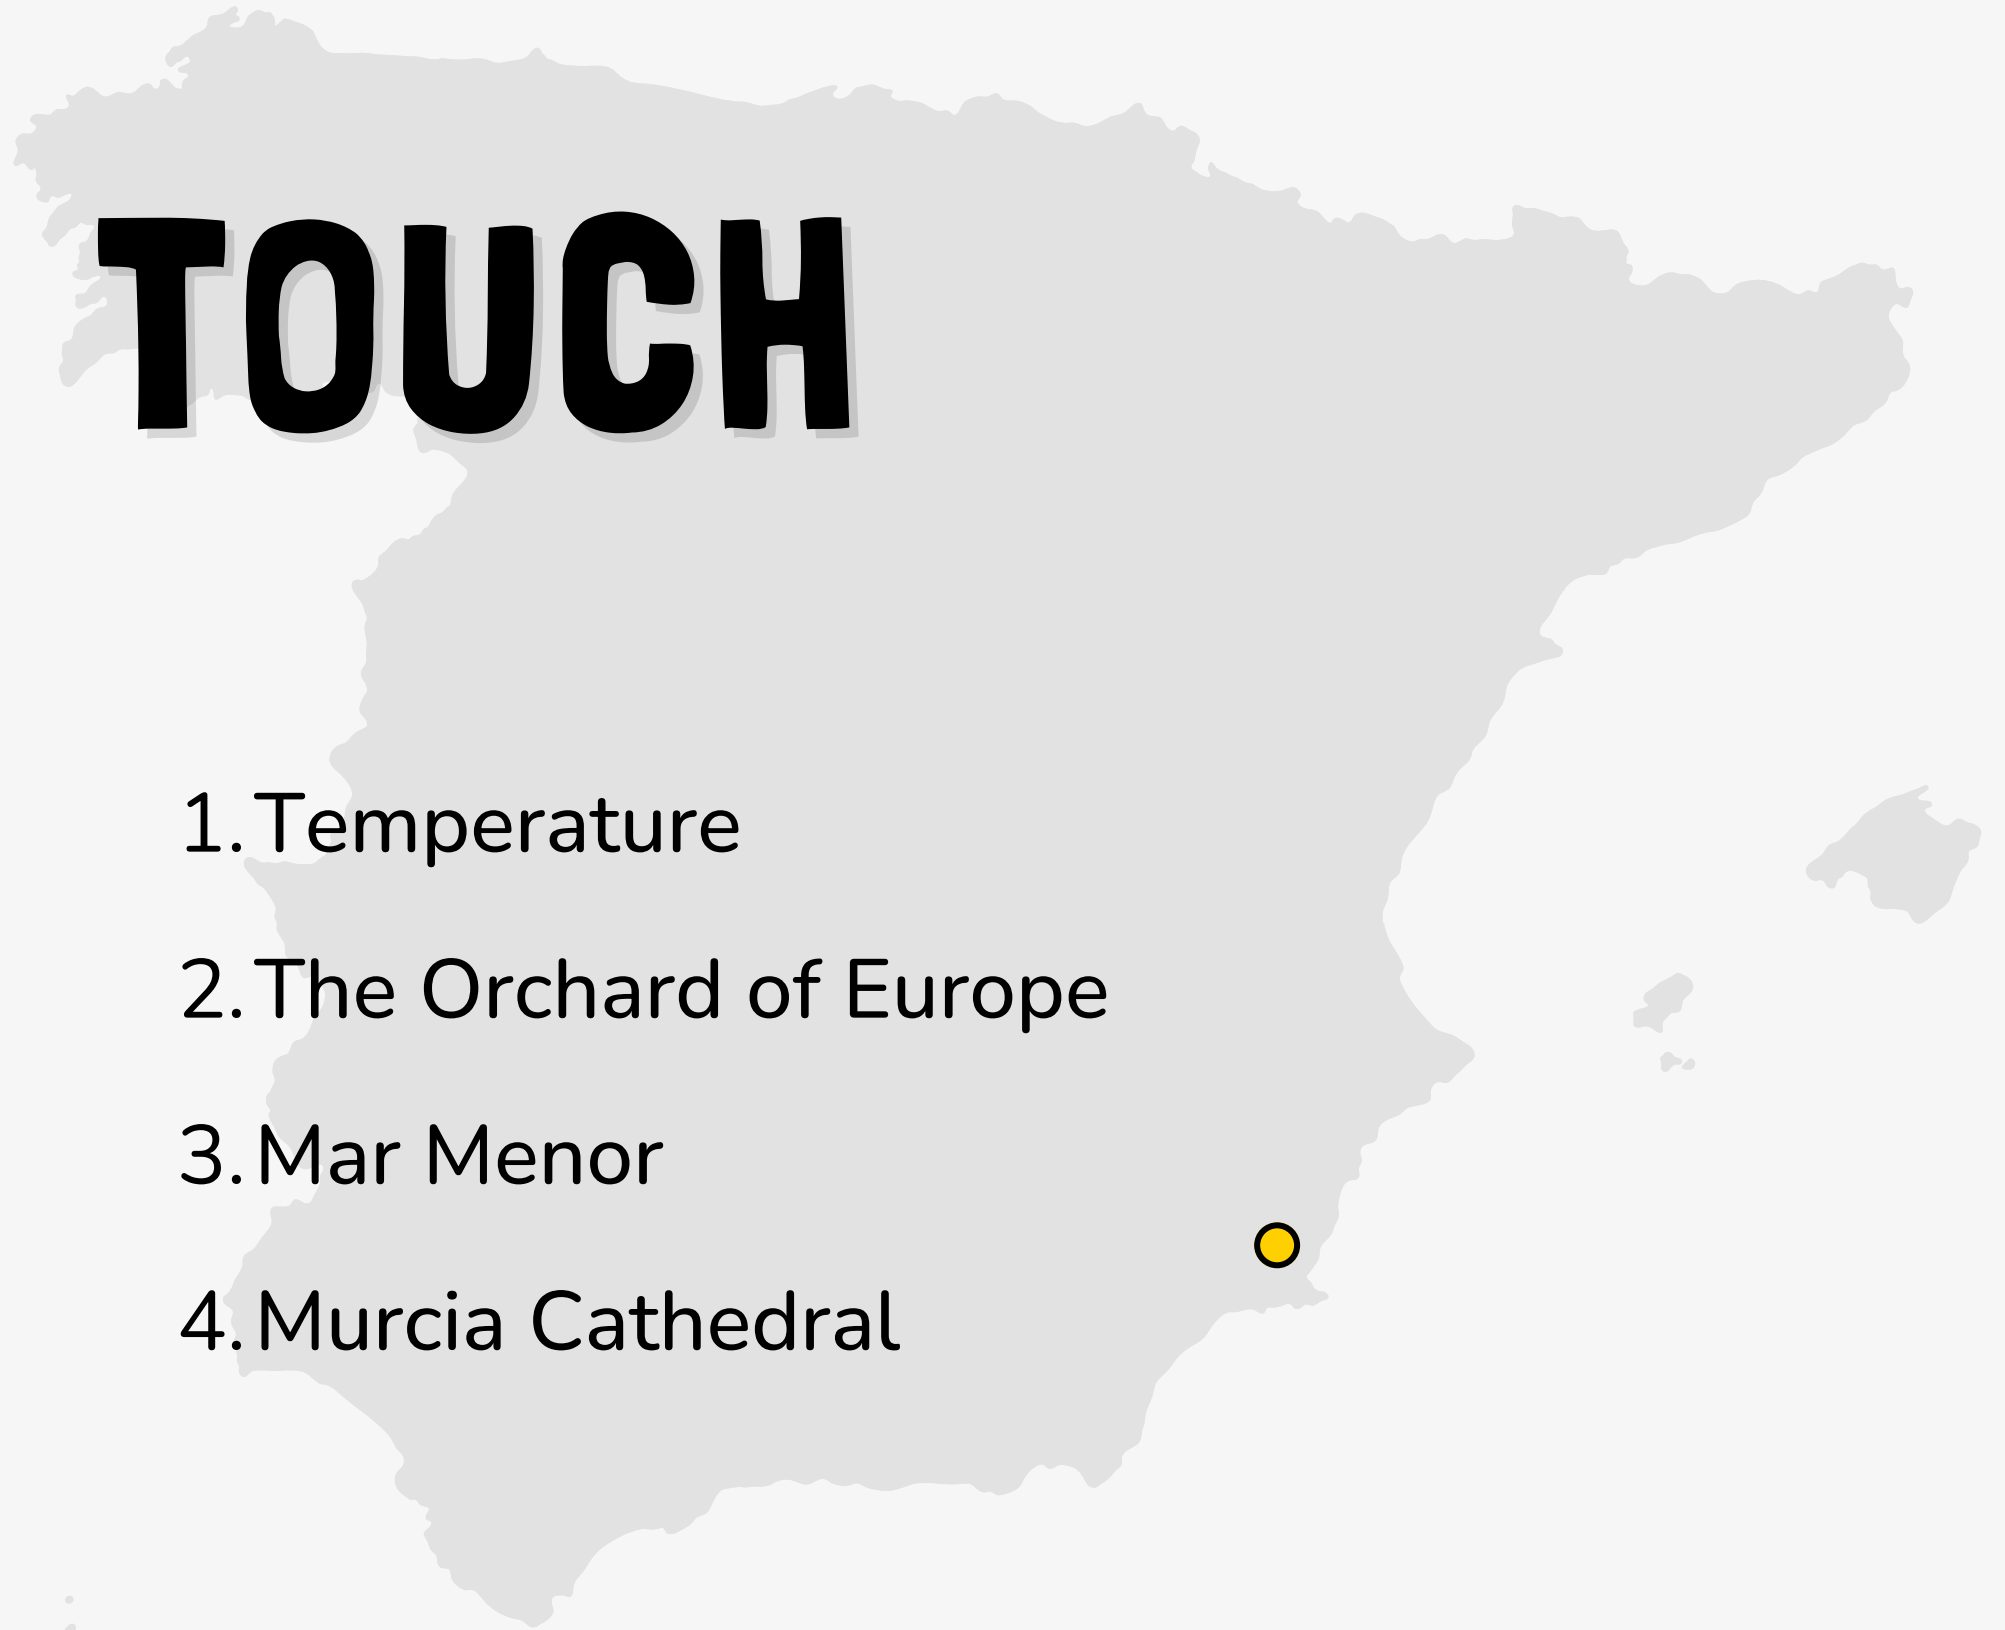 TOUCH
1. Temperature
2. The Orchard of Europe
3. Mar Menor
4. Murcia Cathedral